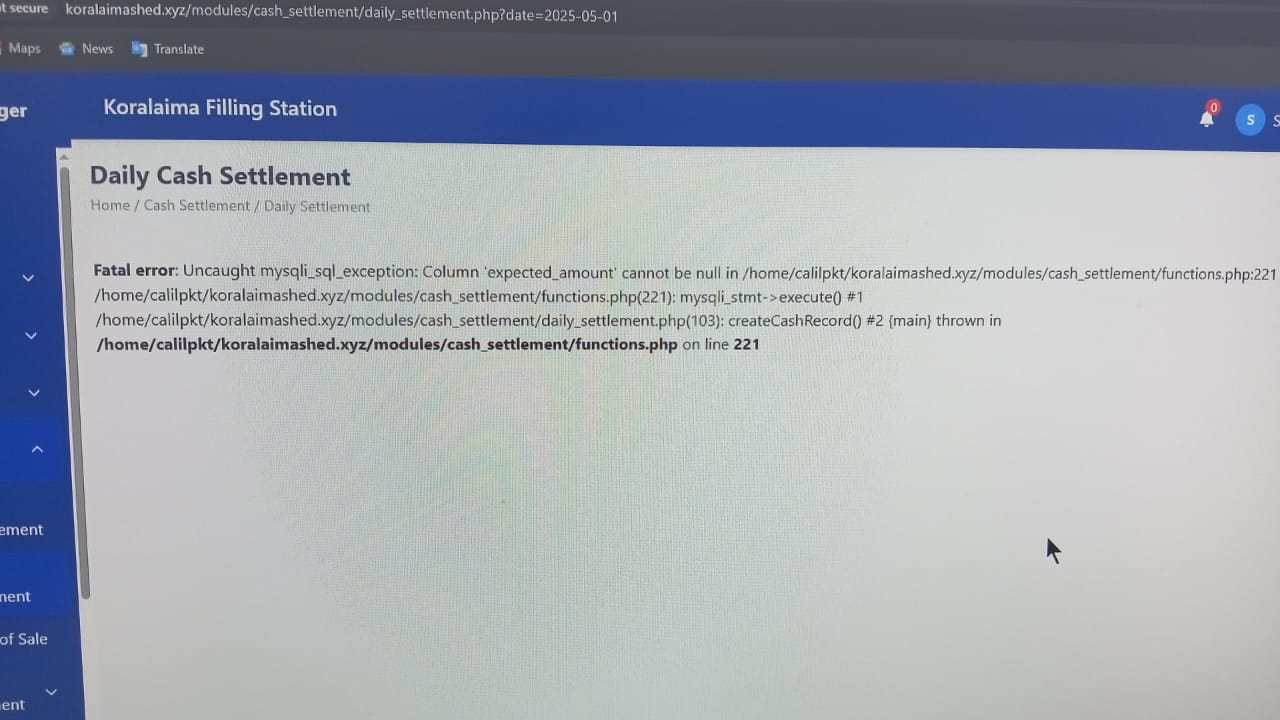 t secure koralaimashed.xyz/modules/cash_settlement/daily_settlement.php?date=2025-05-01
Maps News Translate
ger Koralaima Filling Station 0 S S
Daily Cash Settlement
Home / Cash Settlement / Daily Settlement
Fatal error: Uncaught mysqli_sql_exception: Column 'expected_amount' cannot be null in /home/calilpkt/koralaimashed.xyz/modules/cash_settlement/functions.php:221
/home/calilpkt/koralaimashed.xyz/modules/cash_settlement/functions.php(221): mysqli_stmt->execute() #1
/home/calilpkt/koralaimashed.xyz/modules/cash_settlement/daily_settlement.php(103): createCashRecord() #2 {main} thrown in
/home/calilpkt/koralaimashed.xyz/modules/cash_settlement/functions.php on line 221
ement
ment
of Sale
ent